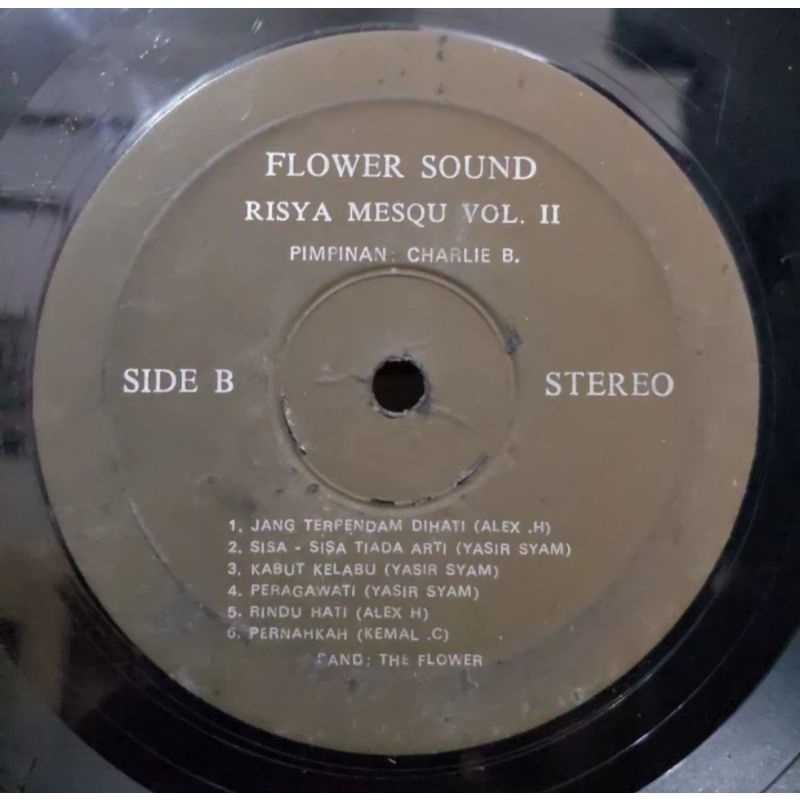 FLOWER SOUND
RISYA MESQU VOL. II
PIMPINAN: CHARLIE B.
SIDE B
STEREO
1. JANG TERPENDAM DIHATI (ALEX .H)
2. SISA - SISA TIADA ARTI (YASIR SYAM)
3. KABUT KELABU (YASIR SYAM)
4. PERAGAWATI (YASIR SYAM)
5. RINDU HATI (ALEX H)
6. PERNAHKAH (KEMAL .C)
BAND: THE FLOWER